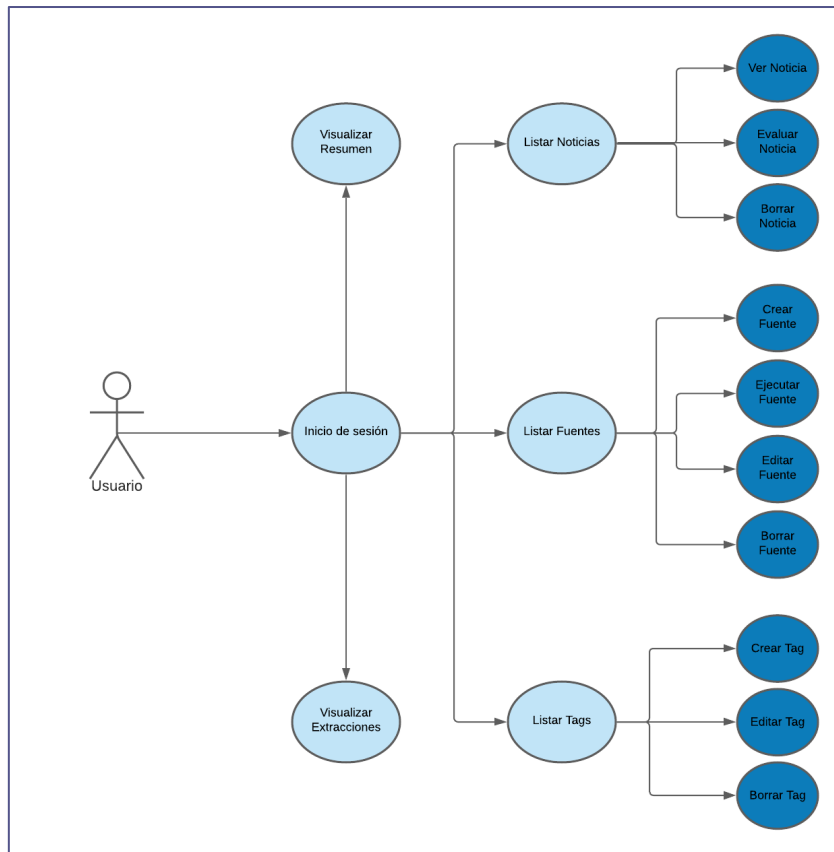 Ver Noticia
Visualizar
Resumen
Listar Noticias
Evaluar
Noticia
Borrar
Noticia
Crear
Fuente
Ejecutar
Fuente
Usuario
Inicio de sesión
Listar Fuentes
Editar
Fuente
Borrar
Fuente
Visualizar
Extracciones
Listar Tags
Crear Tag
Editar Tag
Borrar Tag